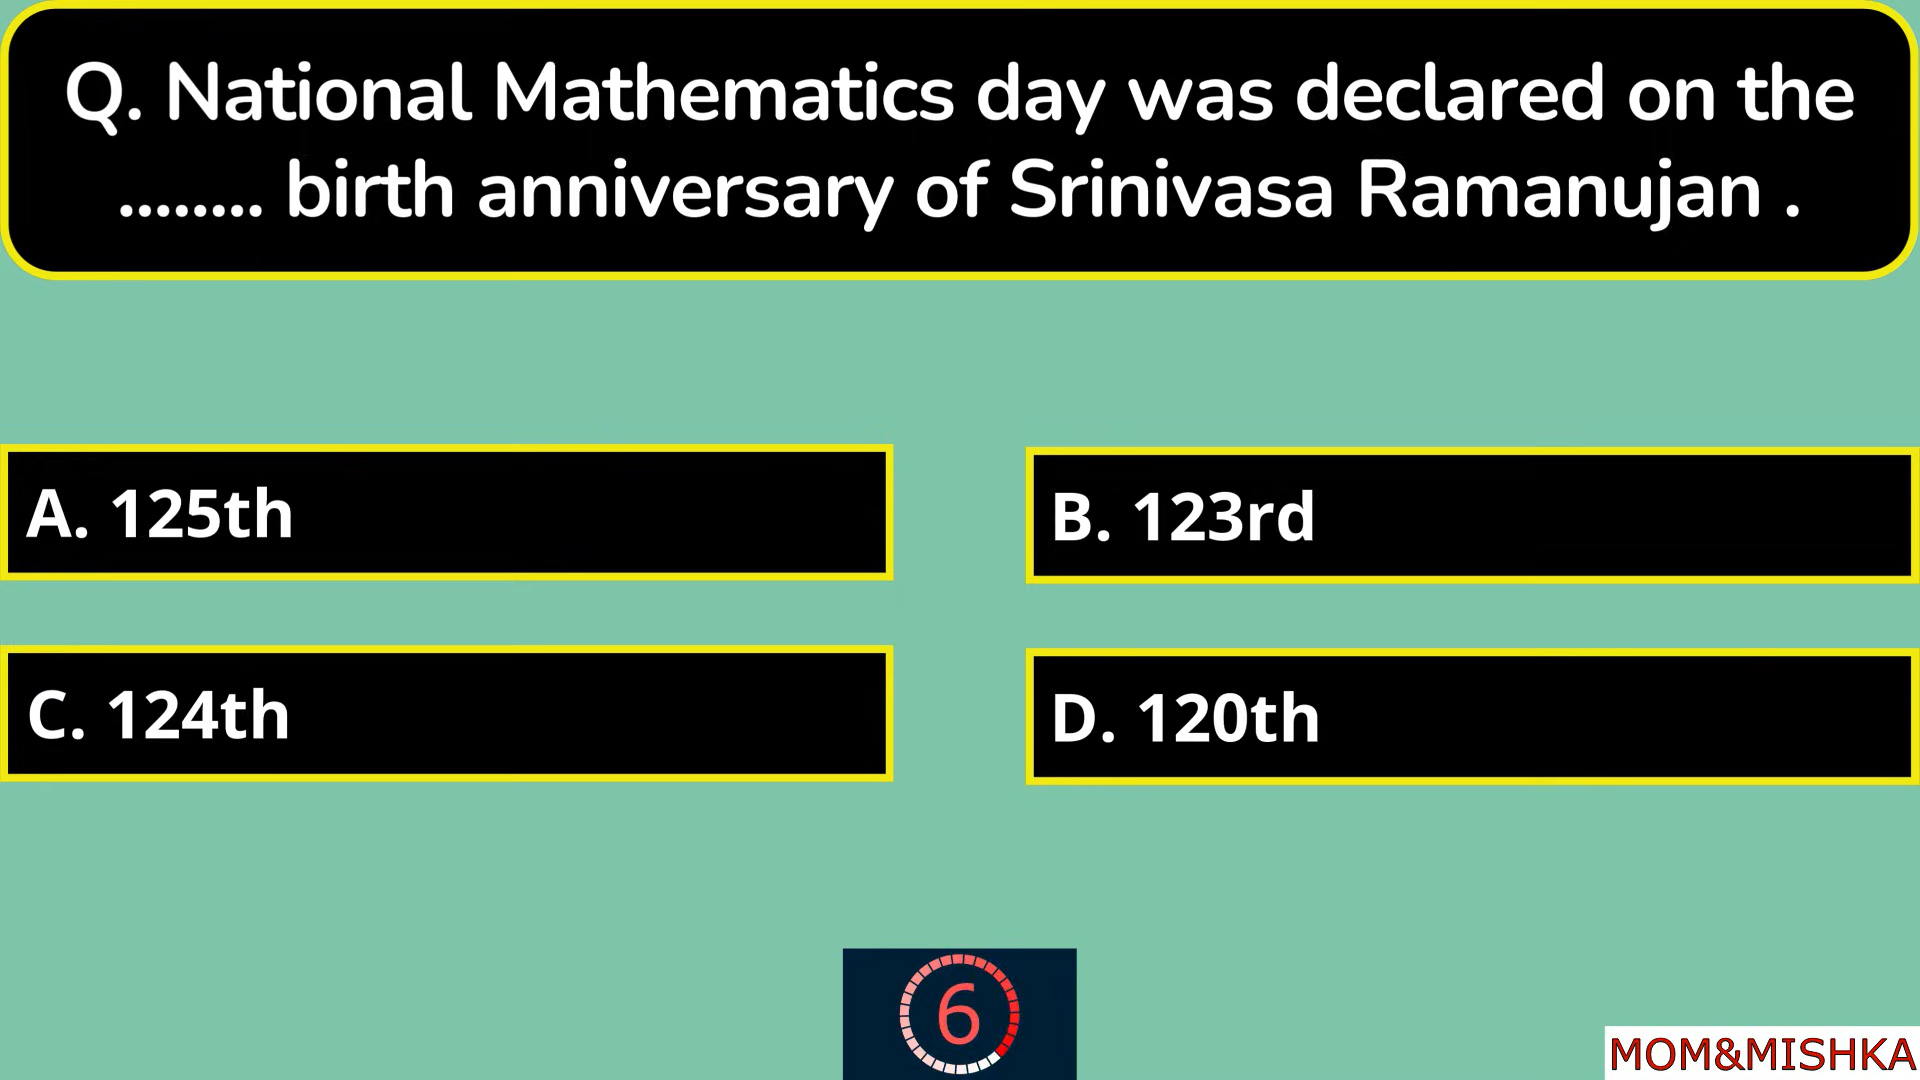 Q. National Mathematics day was declared on the
........ birth anniversary of Srinivasa Ramanujan .
A. 125th
B. 123rd
C. 124th
D. 120th
6
MOM&MISHKA